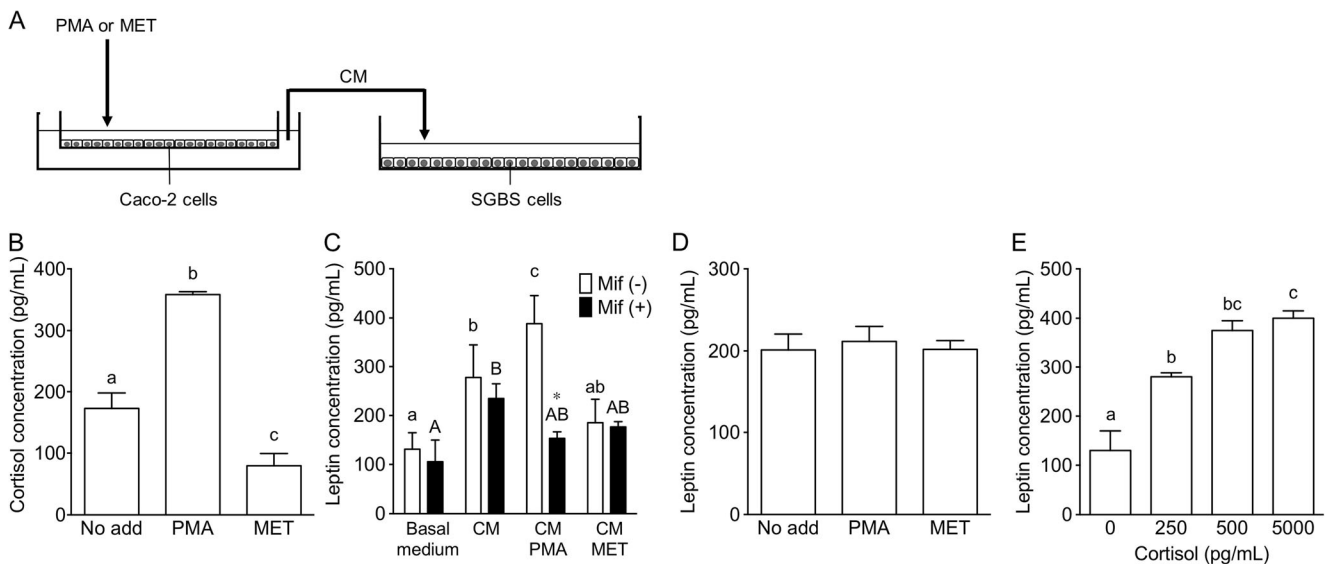 A
PMA or MET
CM
Caco-2 cells
SGBS cells
B
Cortisol concentration (pg/mL)
400
300
200
100
0
a
b
c
No add
PMA
MET
C
Leptin concentration (pg/mL)
500
400
300
200
100
0
Mif (-)
Mif (+)
a
A
b
B
c
*
AB
ab
AB
Basal
medium
CM
CM
PMA
CM
MET
D
Leptin concentration (pg/mL)
300
200
100
0
No add
PMA
MET
E
Leptin concentration (pg/mL)
500
400
300
200
100
0
a
b
bc
c
0
250
500
5000
Cortisol (pg/mL)